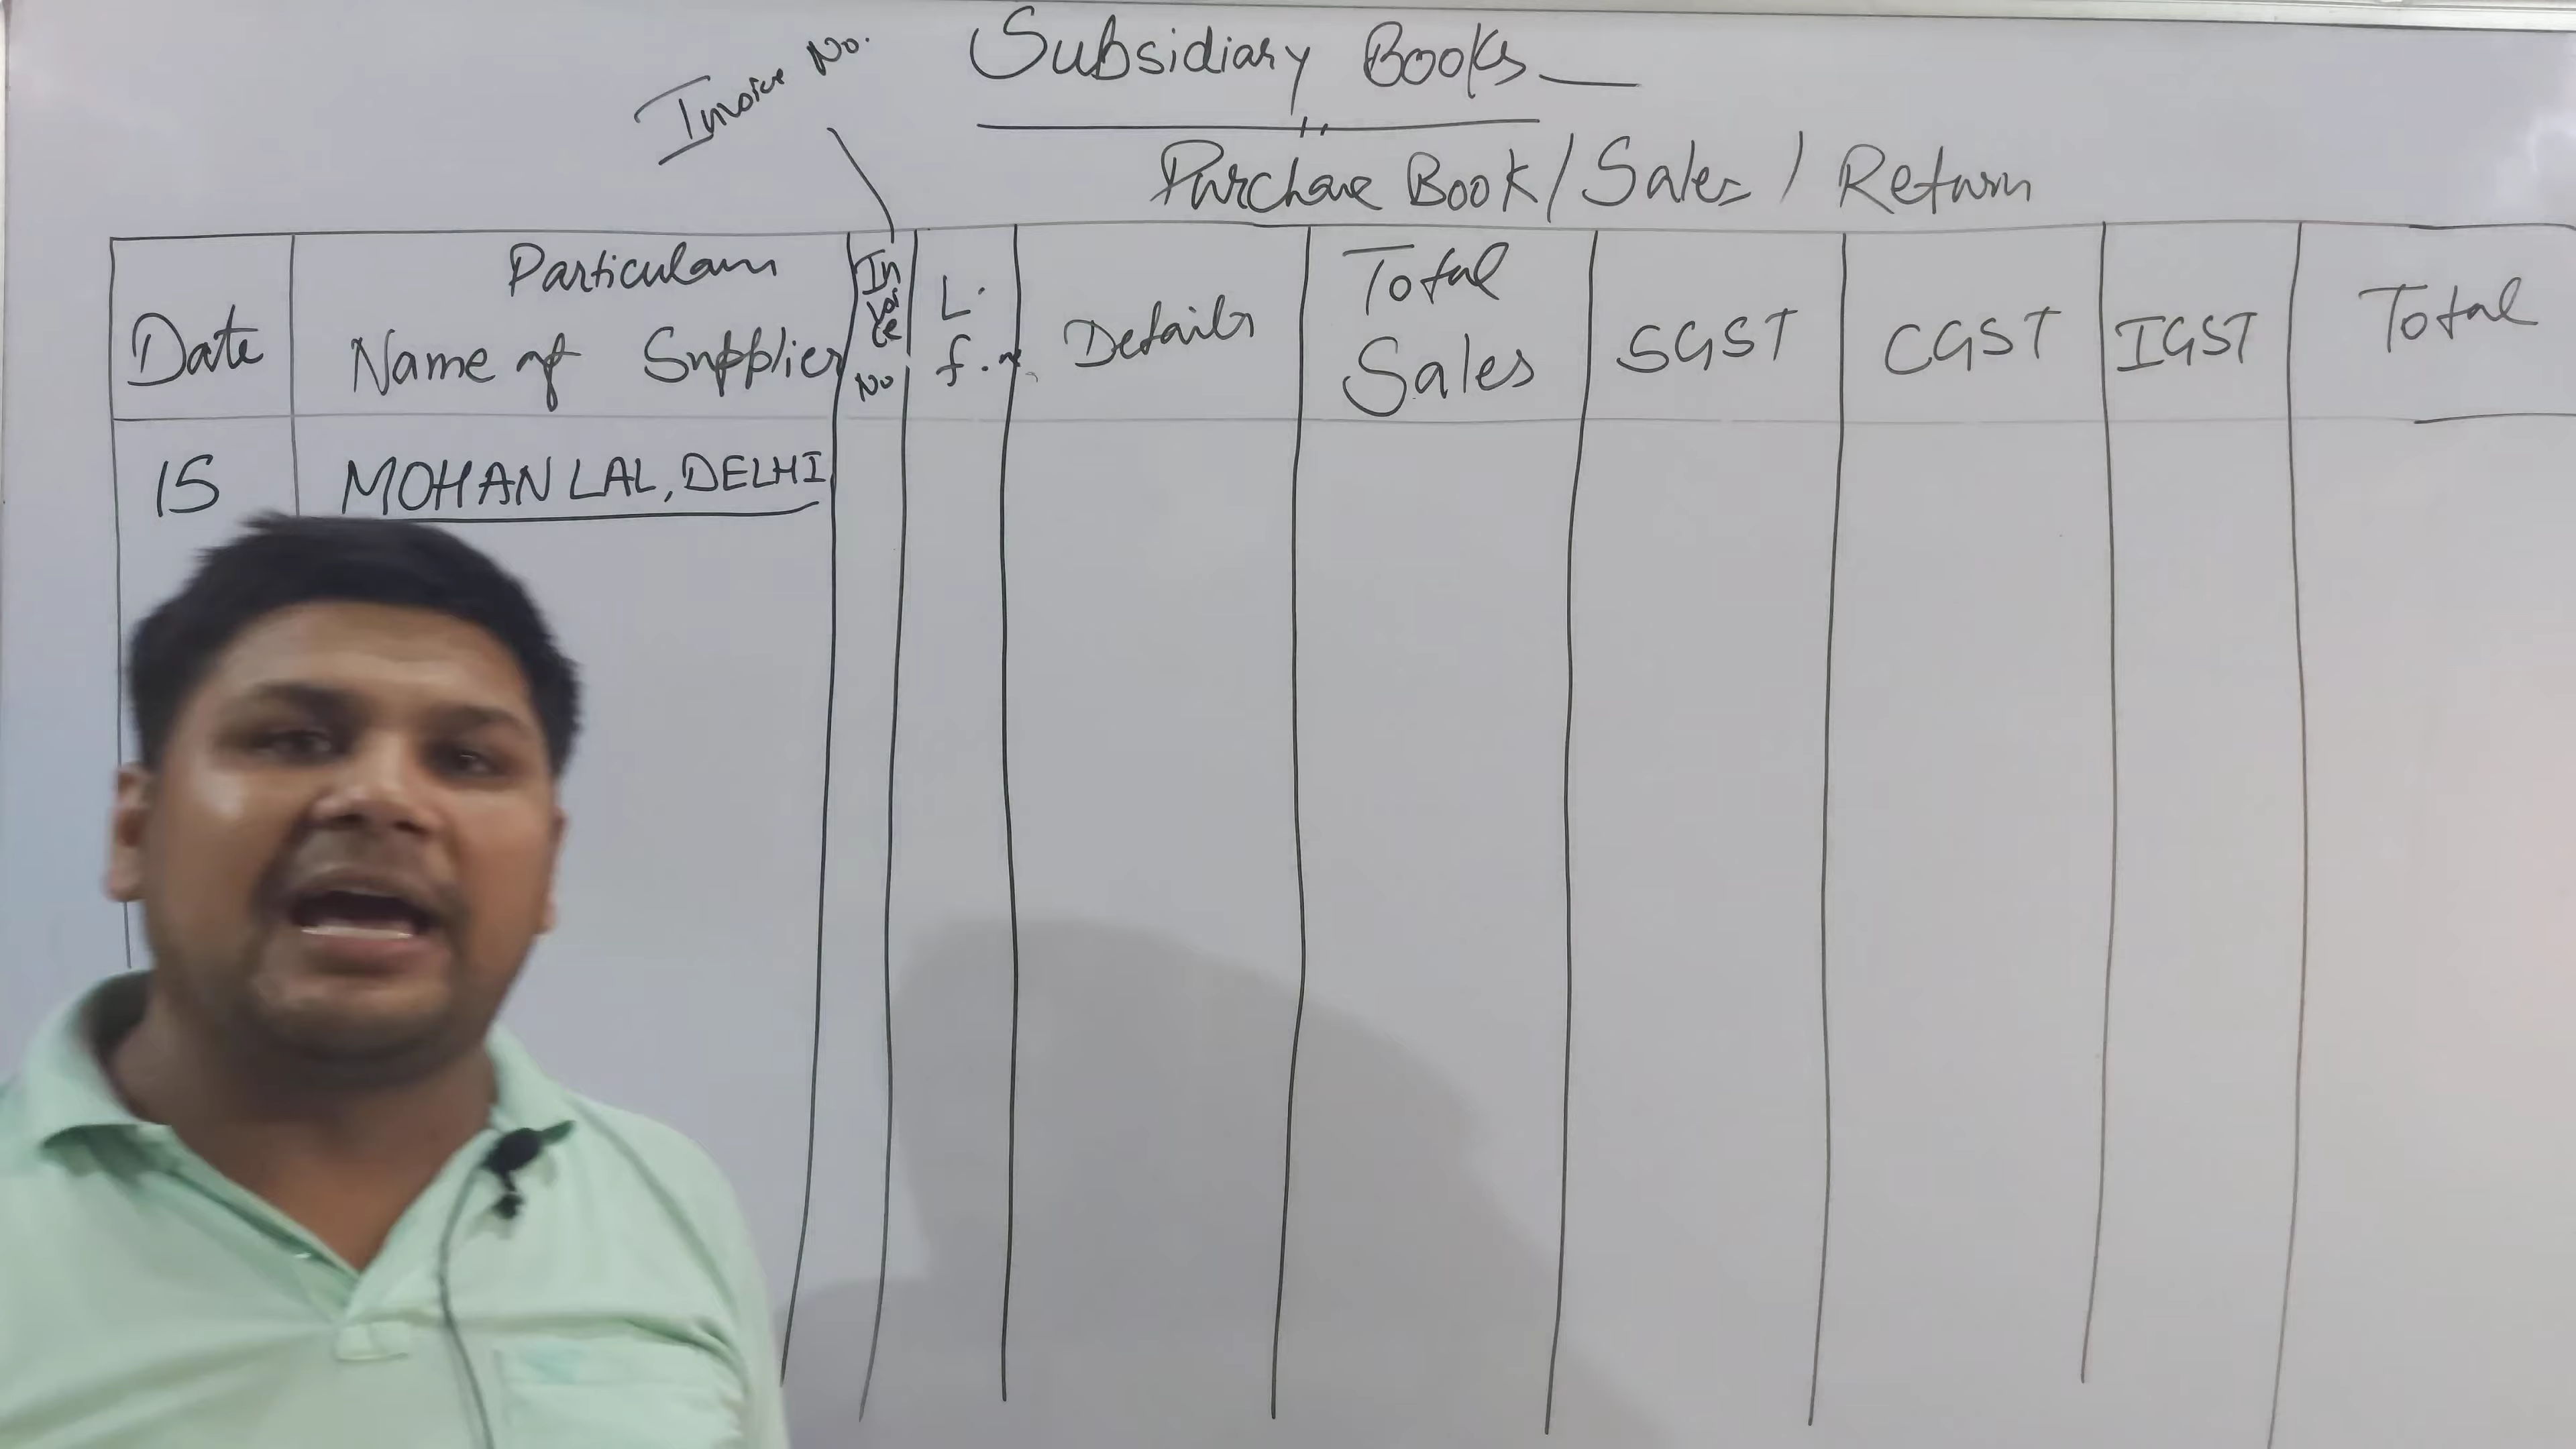 Invoice No.
Subsidiary Books
Purchase Book / Sales / Return
Date
Particulars
Name of Supplier
Invoice No
L.
f.
Details
Total
Sales
SGST
CGST
IGST
Total
15
MOHAN LAL, DELHI